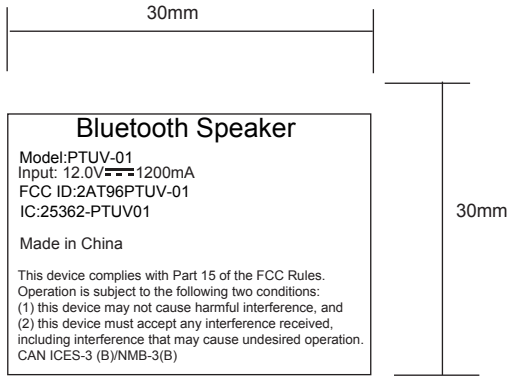 30mm
Bluetooth Speaker
Model:PTUV-01
Input: 12.0V⎓1200mA
FCC ID:2AT96PTUV-01
IC:25362-PTUV01
30mm
Made in China
This device complies with Part 15 of the FCC Rules.
Operation is subject to the following two conditions:
(1) this device may not cause harmful interference, and
(2) this device must accept any interference received,
including interference that may cause undesired operation.
CAN ICES-3 (B)/NMB-3(B)